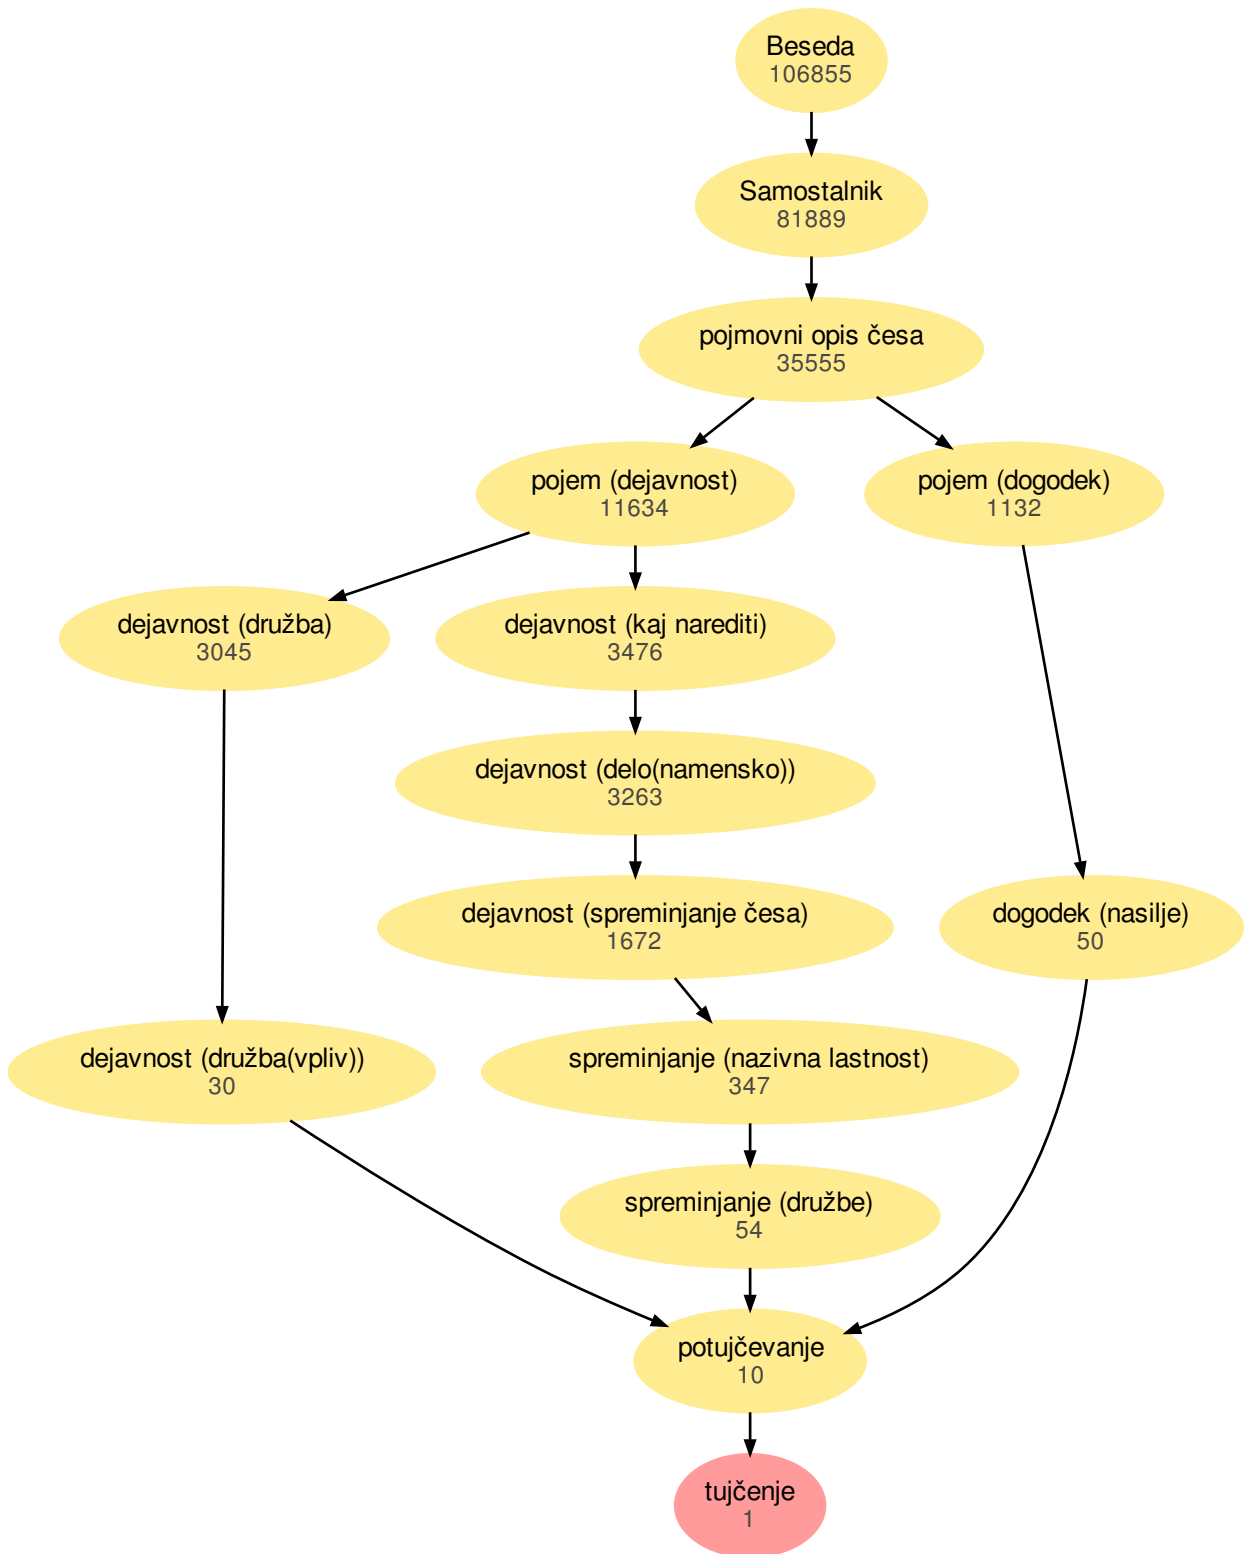 Beseda
106855
Samostalnik
81889
pojmovni opis česa
35555
pojem (dejavnost)
11634
pojem (dogodek)
1132
dejavnost (družba)
3045
dejavnost (kaj narediti)
3476
dejavnost (delo(namensko))
3263
dejavnost (spreminjanje česa)
1672
dogodek (nasilje)
50
dejavnost (družba(vpliv))
30
spreminjanje (nazivna lastnost)
347
spreminjanje (družbe)
54
potujčevanje
10
tujčenje
1